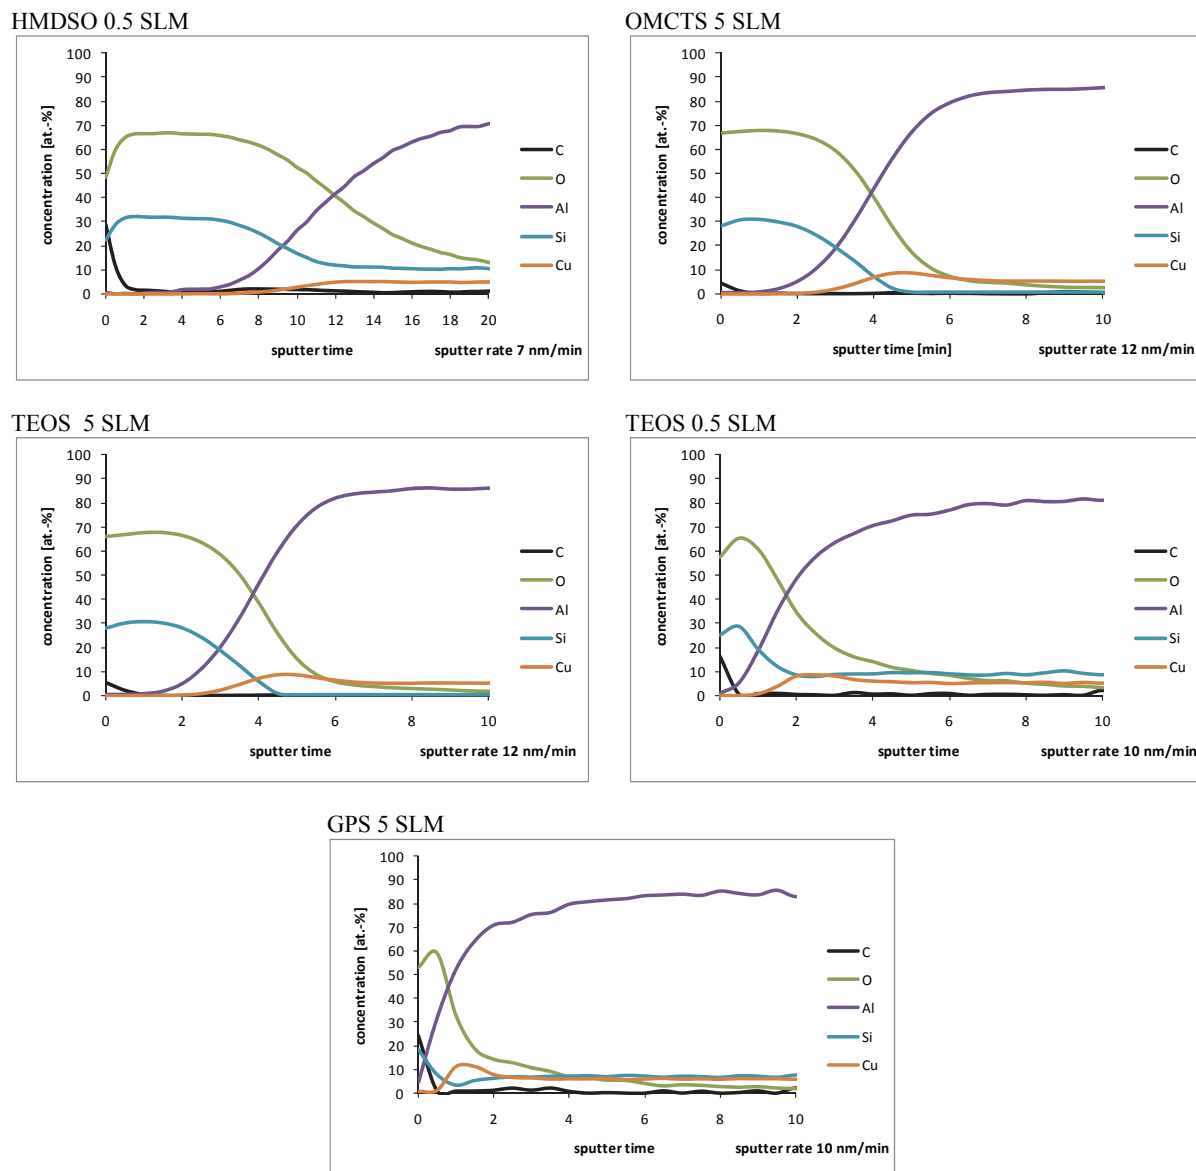 HMDSO 0.5 SLM
concentration [at.-%]
100
90
80
70
60
50
40
30
20
10
0
0 2 4 6 8 10 12 14 16 18 20
sputter time
sputter rate 7 nm/min
C
O
Al
Si
Cu
OMCTS 5 SLM
concentration [at.-%]
100
90
80
70
60
50
40
30
20
10
0
0 2 4 6 8 10
sputter time [min]
sputter rate 12 nm/min
C
O
Al
Si
Cu
TEOS 5 SLM
concentration [at.-%]
100
90
80
70
60
50
40
30
20
10
0
0 2 4 6 8 10
sputter time
sputter rate 12 nm/min
C
O
Al
Si
Cu
TEOS 0.5 SLM
concentration [at.-%]
100
90
80
70
60
50
40
30
20
10
0
0 2 4 6 8 10
sputter time
sputter rate 10 nm/min
C
O
Al
Si
Cu
GPS 5 SLM
concentration [at.-%]
100
90
80
70
60
50
40
30
20
10
0
0 2 4 6 8 10
sputter time
sputter rate 10 nm/min
C
O
Al
Si
Cu